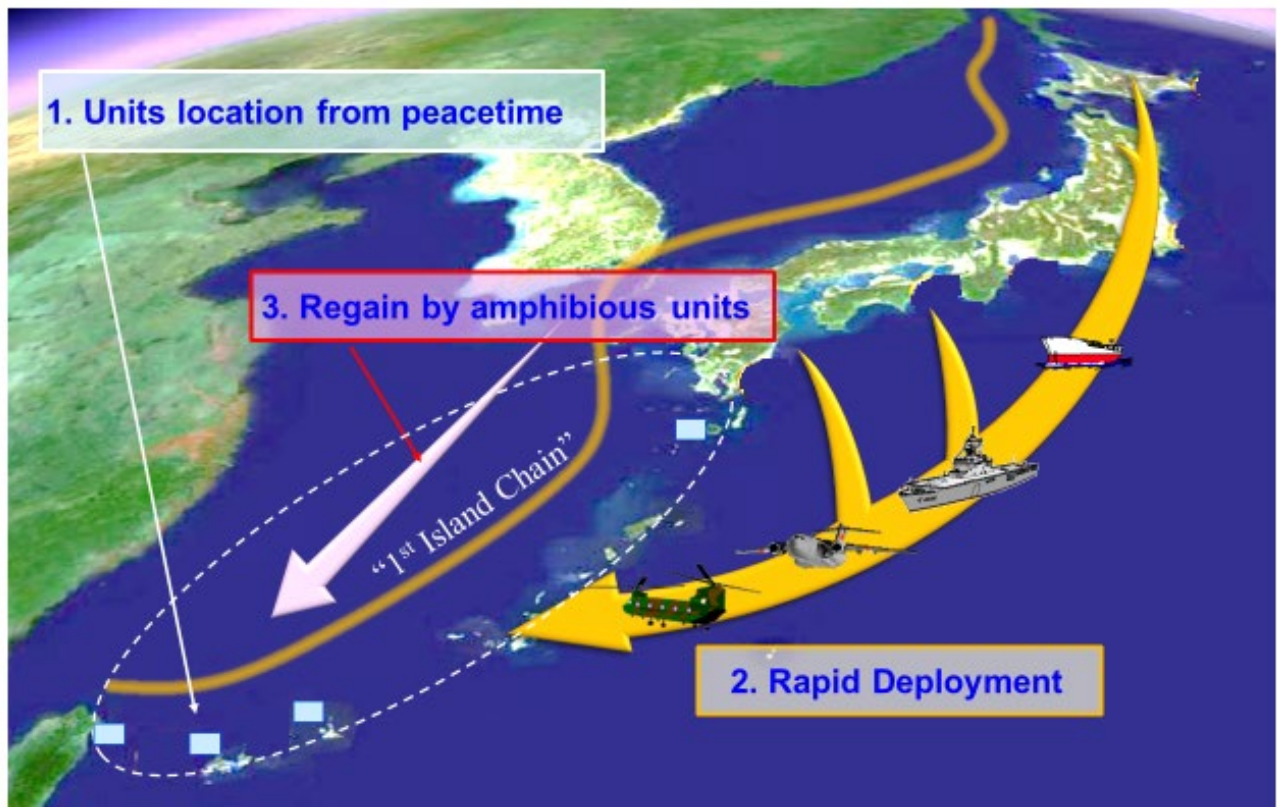 1. Units location from peacetime
3. Regain by amphibious units
“1st Island Chain”
2. Rapid Deployment